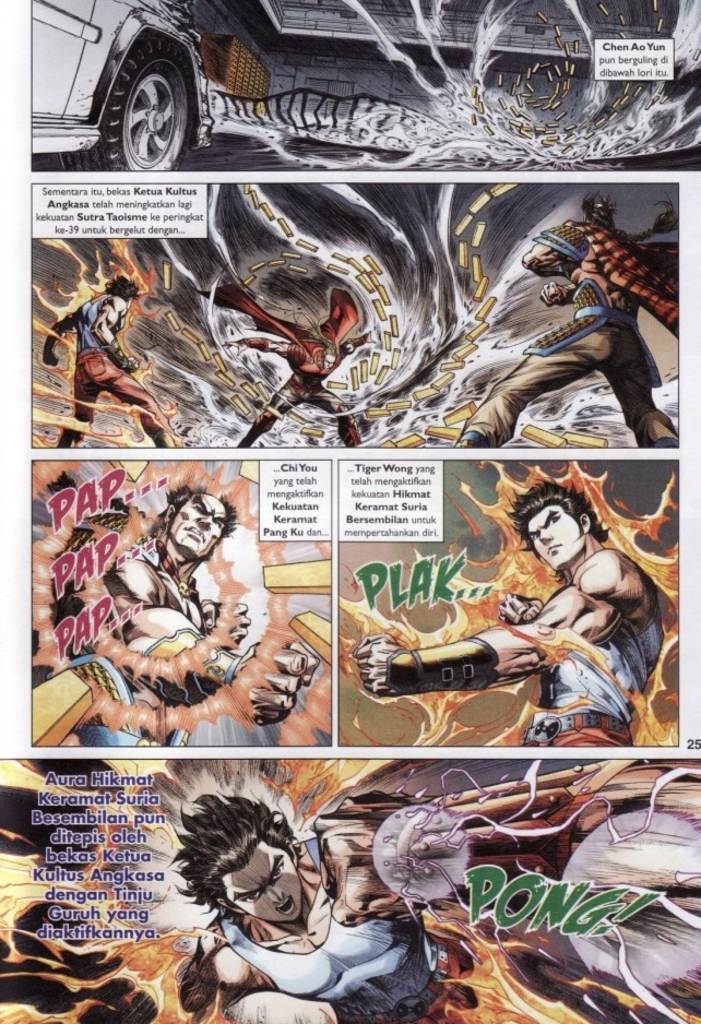 Chen Ao Yun
pun berguling di
dibawah lori itu.
Sementara itu, bekas Ketua Kultus
Angkasa telah meningkatkan lagi
kekuatan Sutra Taoisme ke peringkat
ke-39 untuk bergelut dengan...
PAP...
PAP...
PAP...
...Chi You
yang telah
mengaktifkan
Kekuatan
Keramat
Pang Ku dan...
...Tiger Wong yang
telah mengaktifkan
kekuatan Hikmat
Keramat Suria
Bersembilan untuk
mempertahankan diri.
PLAK...
25
Aura Hikmat
Keramat Suria
Besembilan pun
ditepis oleh
bekas Ketua
Kultus Angkasa
dengan Tinju
Guruh yang
diaktifkannya.
PONG!!